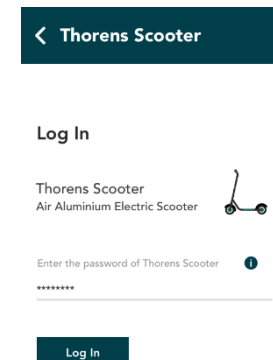 Thorens Scooter
Log In
Thorens Scooter
Air Aluminium Electric Scooter
Enter the password of Thorens Scooter
i
********
Log In